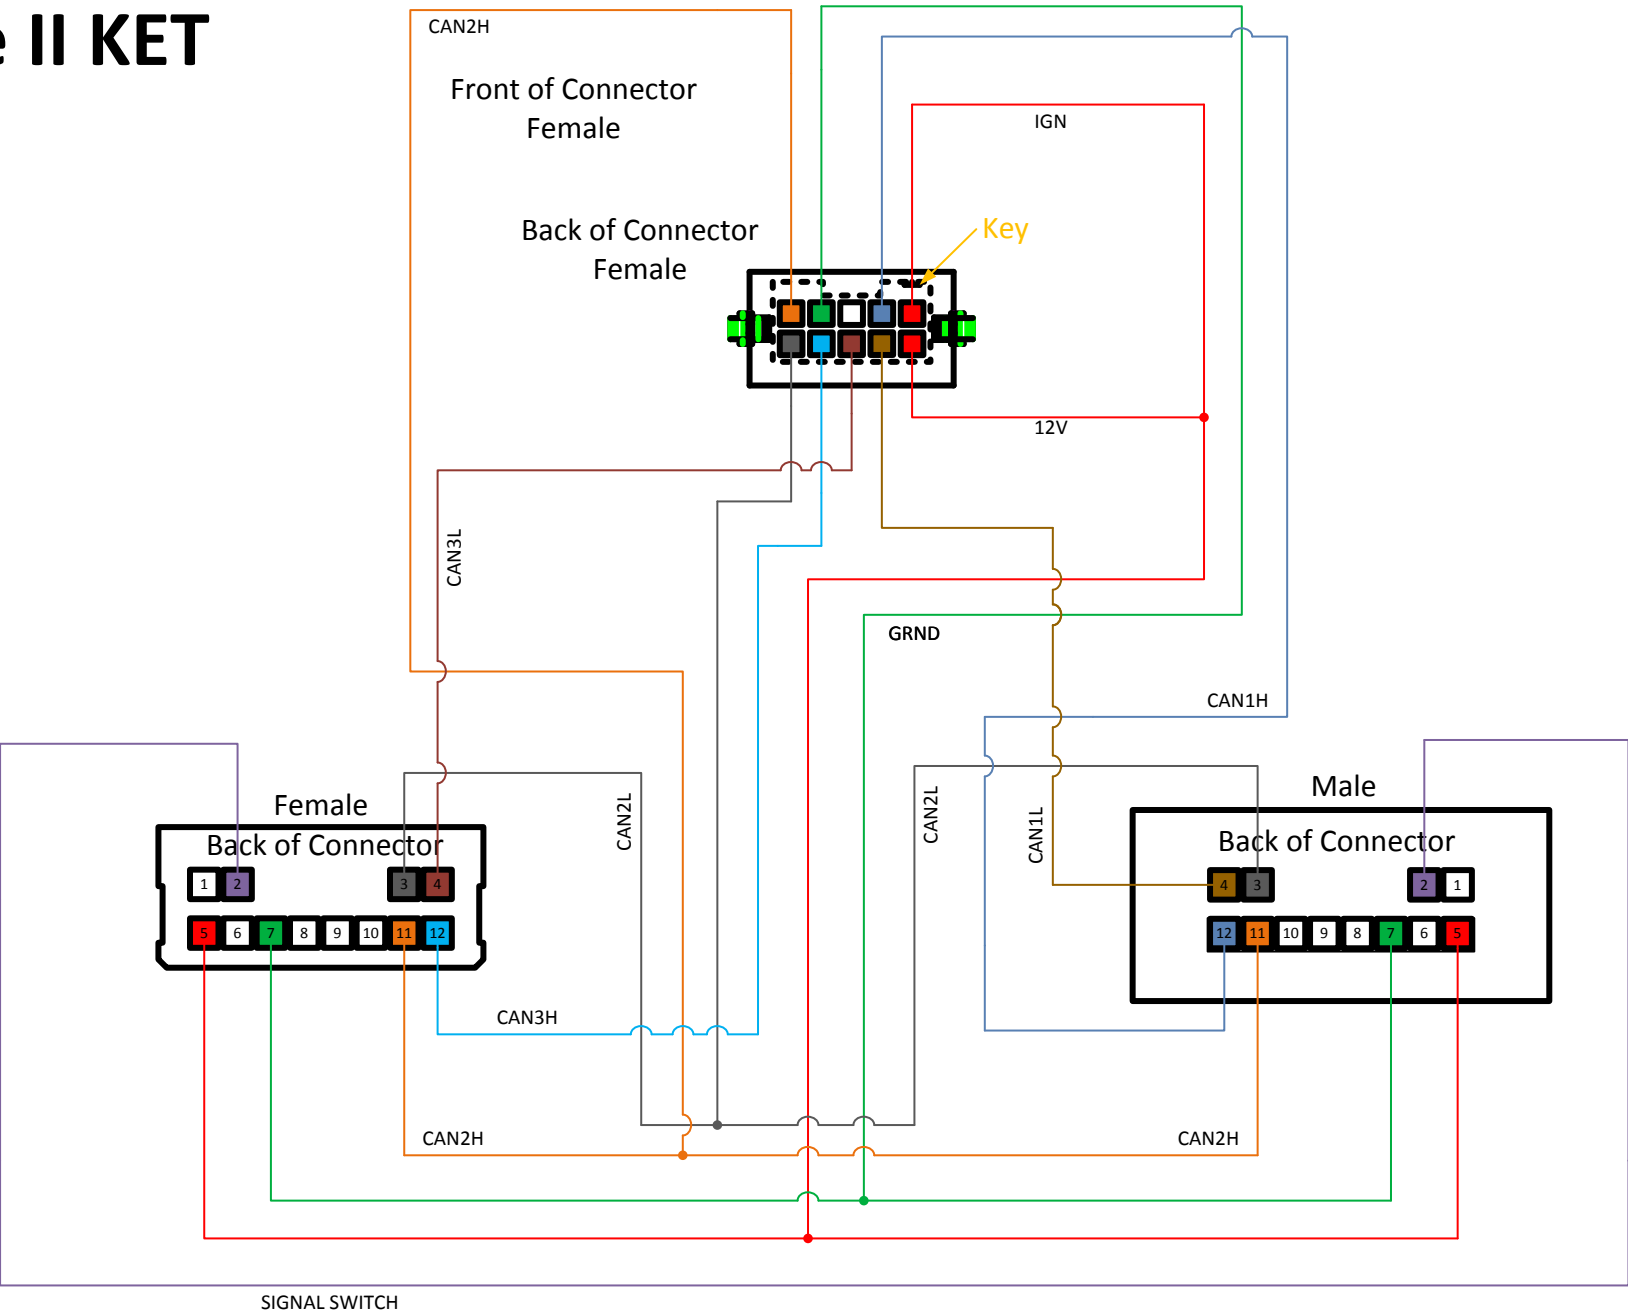 e II KET
CAN2H
Front of Connector
Female
IGN
Back of Connector
Female
Key
12V
CAN3L
GRND
CAN1H
CAN2L
CAN2L
CAN1L
Female
Back of Connector
1 2 3 4
5 6 7 8 9 10 11 12
Male
Back of Connector
4 3 2 1
12 11 10 9 8 7 6 5
CAN3H
CAN2H
CAN2H
SIGNAL SWITCH